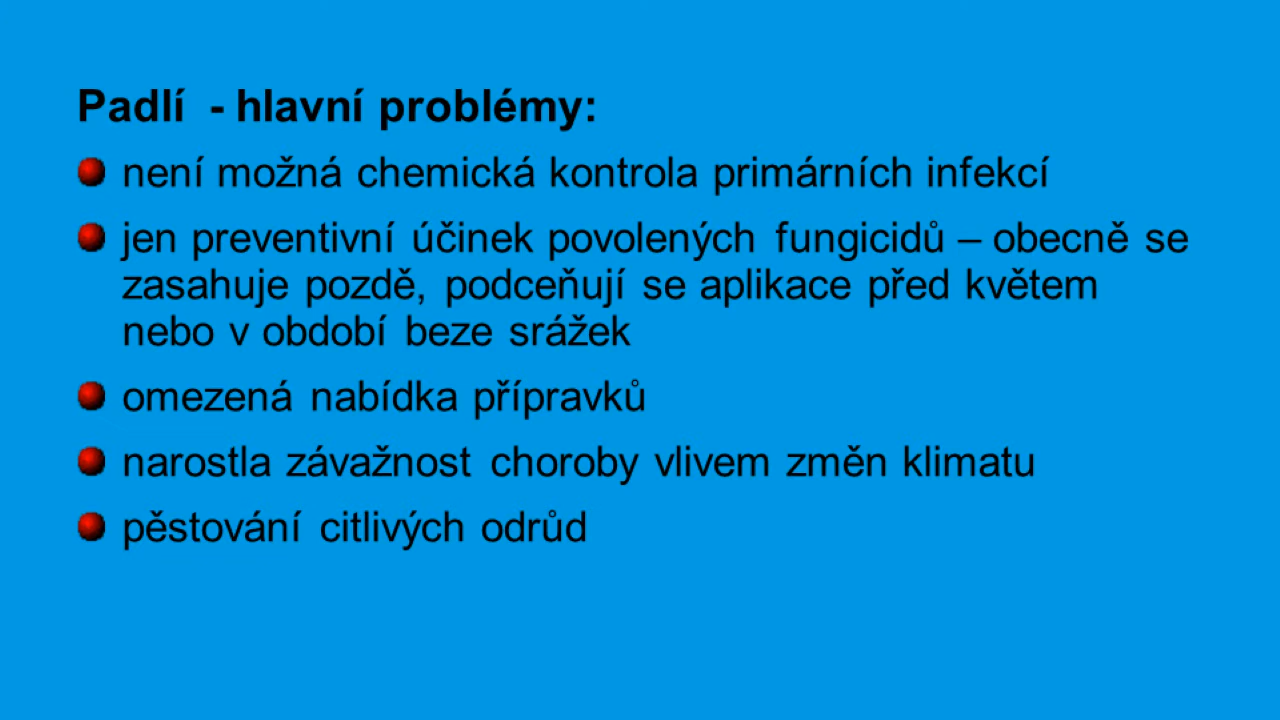 Padlí - hlavní problémy:
není možná chemická kontrola primárních infekcí
jen preventivní účinek povolených fungicidů – obecně se
zasahuje pozdě, podceňují se aplikace před květem
nebo v období beze srážek
omezená nabídka přípravků
narostla závažnost choroby vlivem změn klimatu
pěstování citlivých odrůd